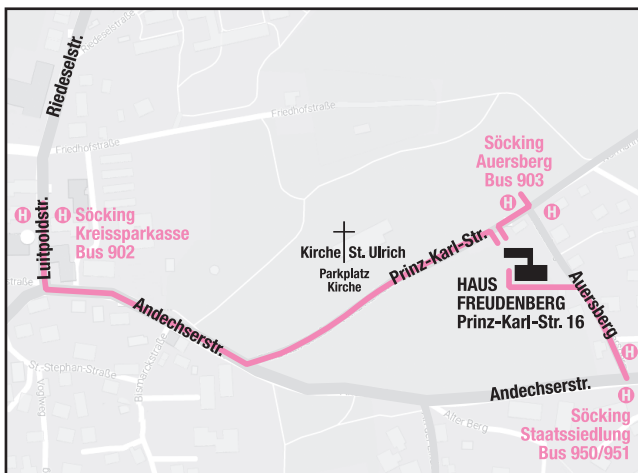 Riedeselstraße
Riedeselstr.
Friedhofstraße
Friedhofstraße
Söcking
Auersberg
Bus 903
H
H
H
H
Söcking
Kreissparkasse
Bus 902
Luitpoldstr.
Kirche St. Ulrich
Parkplatz
Kirche
Prinz-Karl-Str.
HAUS
FREUDENBERG
Prinz-Karl-Str. 16
Auersberg
Andechserstr.
Bismarckstraße
St.-Stephan-Straße
Andechserstr.
H
H
Alter Berg
Söcking
Staatssiedlung
Bus 950/951